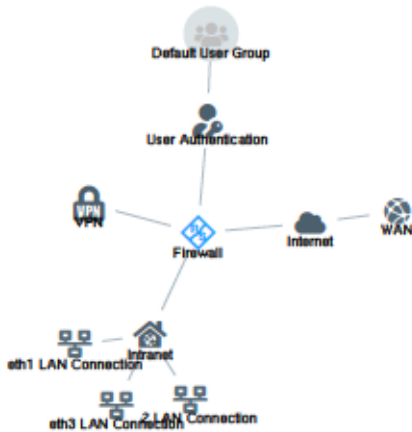 Default User Group
User Authentication
VPN
VPN
Firewall
Internet
WAN
Intranet
eth1 LAN Connection
eth3 LAN Connection
2 LAN Connection